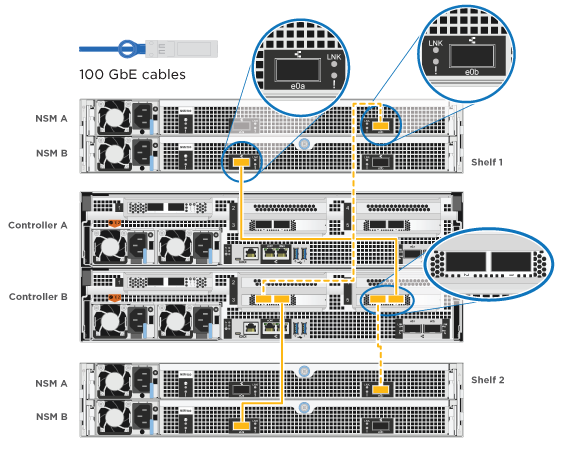 100 GbE cables
LNK
!
e0a
LNK
!
e0b
NSM A
NSM B
Shelf 1
Controller A
Controller B
NSM A
NSM B
Shelf 2